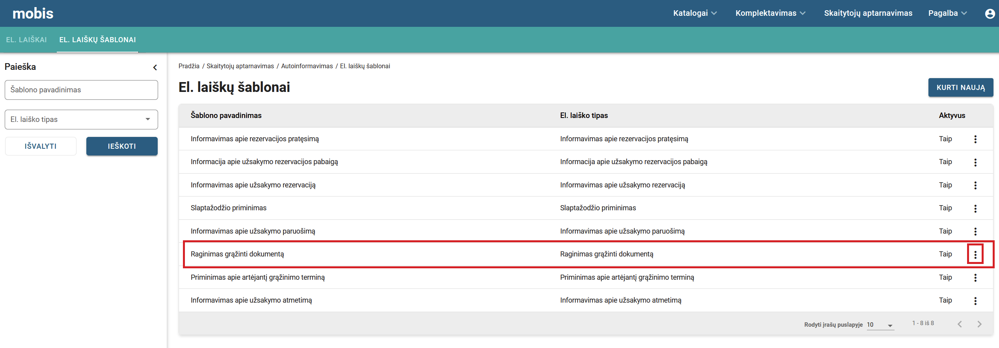 mobis
Katalogai
Komplektavimas
Skaitytojų aptarnavimas
Pagalba
EL. LAIŠKAI
EL. LAIŠKŲ ŠABLONAI
Paieška
Šablono pavadinimas
El. laiško tipas
IŠVALYTI
IEŠKOTI
Pradžia / Skaitytojų aptarnavimas / Autoinformavimas / El. laiškų šablonai
El. laiškų šablonai
KURTI NAUJĄ
Šablono pavadinimas El. laiško tipas Aktyvus
Informavimas apie rezervacijos pratęsimą Informavimas apie rezervacijos pratęsimą Taip
Informacija apie užsakymo rezervacijos pabaigą Informacija apie užsakymo rezervacijos pabaigą Taip
Informavimas apie užsakymo rezervaciją Informavimas apie užsakymo rezervaciją Taip
Slaptažodžio priminimas Slaptažodžio priminimas Taip
Informavimas apie užsakymo paruošimą Informavimas apie užsakymo paruošimą Taip
Raginimas grąžinti dokumentą Raginimas grąžinti dokumentą Taip
Priminimas apie artėjantį grąžinimo terminą Priminimas apie artėjantį grąžinimo terminą Taip
Informavimas apie užsakymo atmetimą Informavimas apie užsakymo atmetimą Taip
Rodyti įrašų puslapyje 10 1 - 8 iš 8